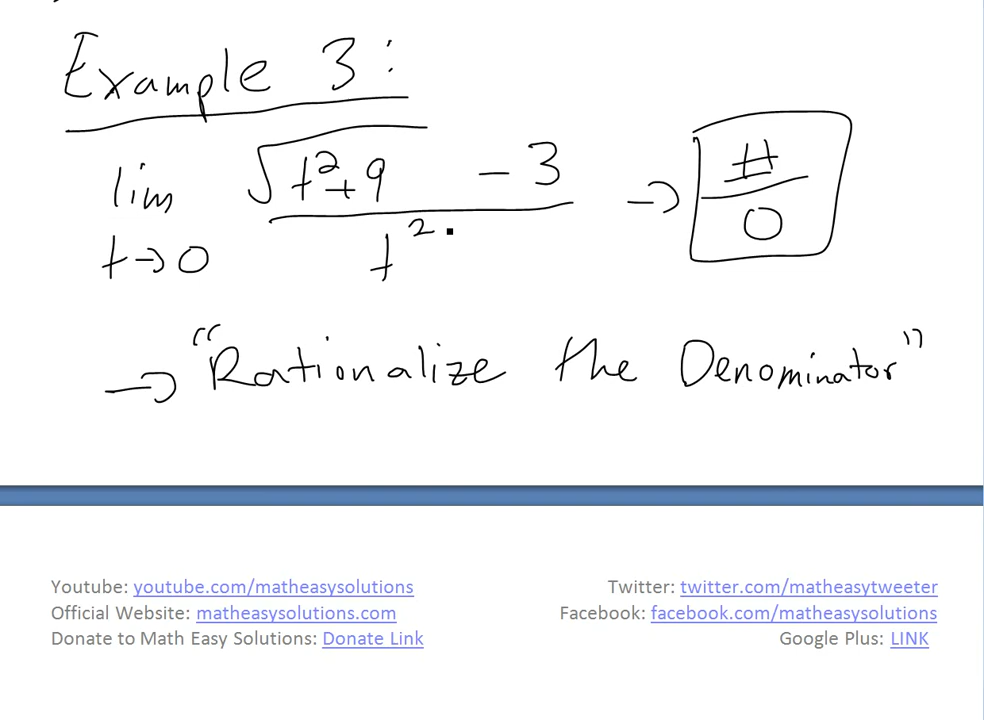 Example 3:
lim t→0 √(t²+9) - 3 / t² → #/0
→ "Rationalize the Denominator"
Youtube: youtube.com/matheasysolutions
Official Website: matheasysolutions.com
Donate to Math Easy Solutions: Donate Link
Twitter: twitter.com/matheasytweeter
Facebook: facebook.com/matheasysolutions
Google Plus: LINK